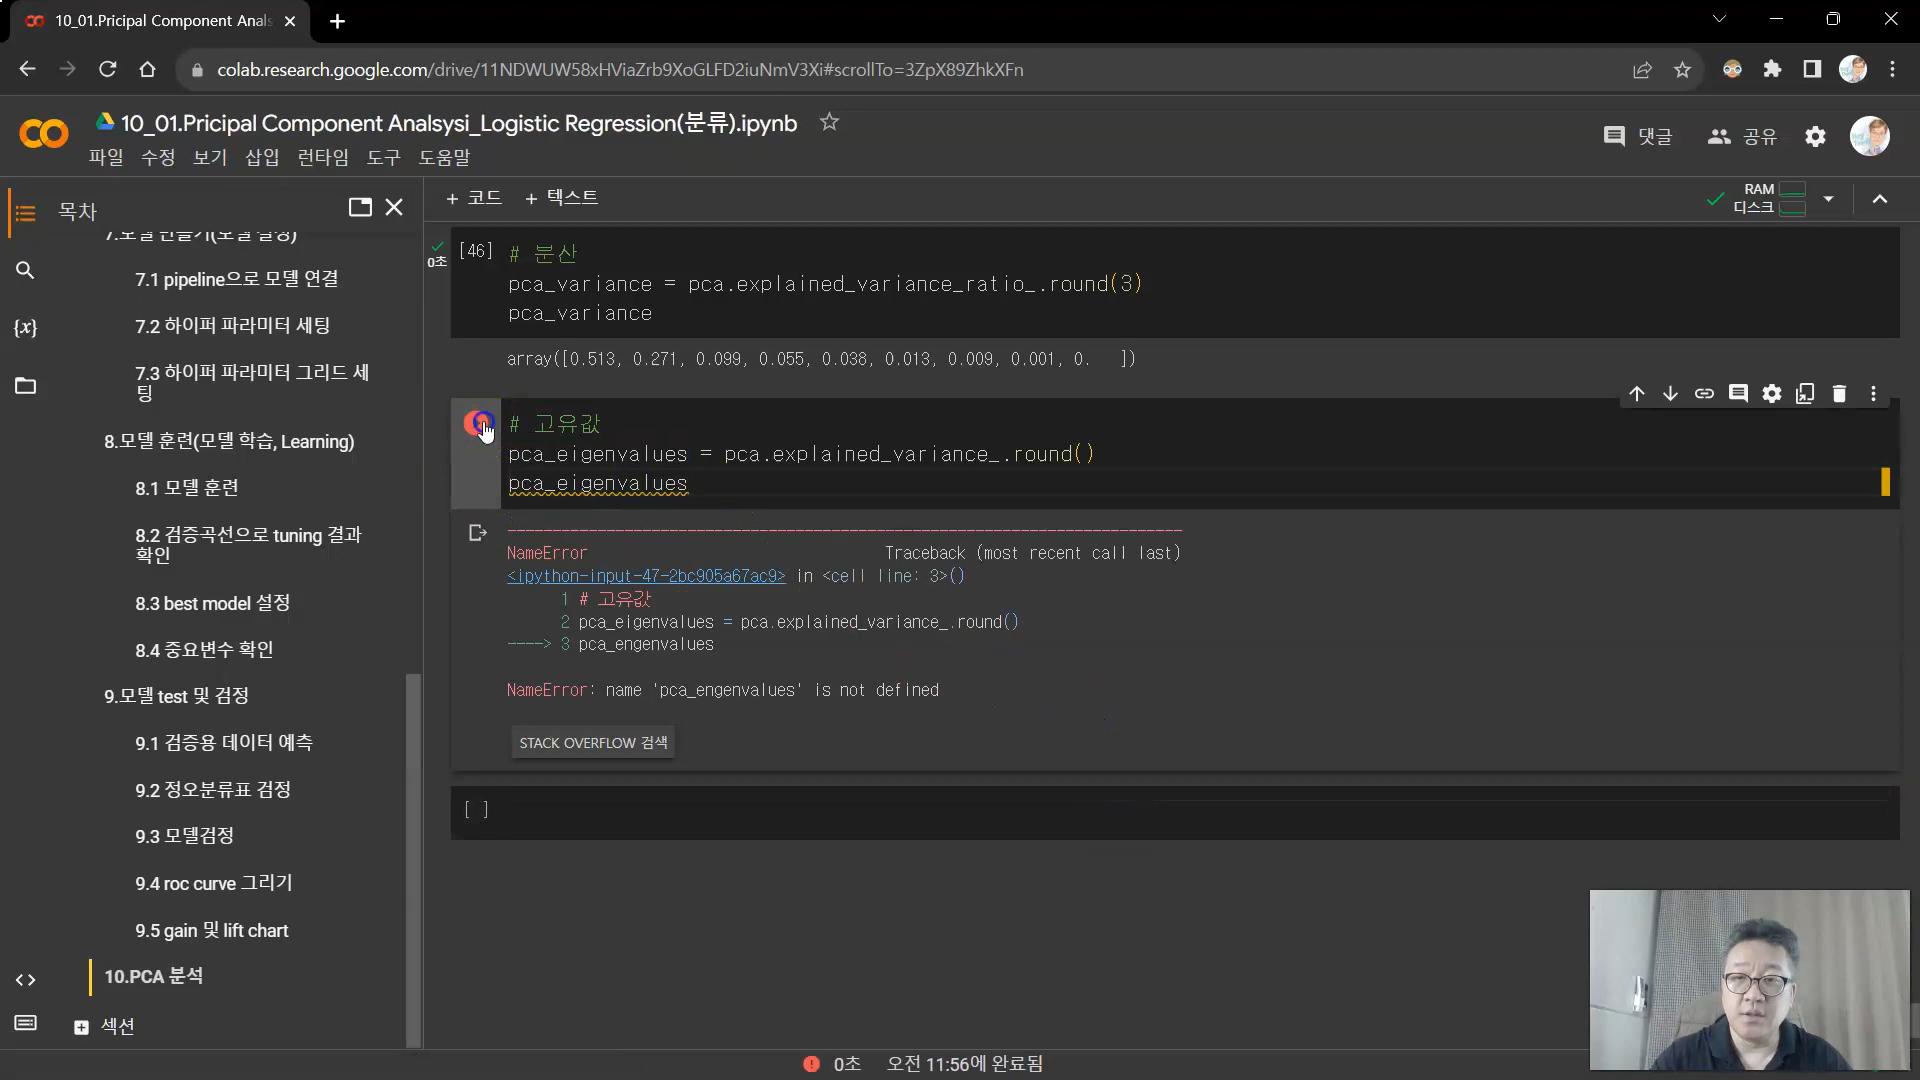 10_01.Pricipal Component Anals
colab.research.google.com/drive/11NDWUW58xHViaZrb9XoGLFD2iuNmV3Xi#scrollTo=3ZpX89ZhkXFn
10_01.Pricipal Component Analsysi_Logistic Regression(분류).ipynb
댓글
공유
파일 수정 보기 삽입 런타임 도구 도움말
목차
+ 코드 + 텍스트
RAM
디스크
7.모델 만들기(모델 설정)
7.1 pipeline으로 모델 연결
7.2 하이퍼 파라미터 세팅
7.3 하이퍼 파라미터 그리드 세
팅
8.모델 훈련(모델 학습, Learning)
8.1 모델 훈련
8.2 검증곡선으로 tuning 결과
확인
8.3 best model 설정
8.4 중요변수 확인
9.모델 test 및 검정
9.1 검증용 데이터 예측
9.2 정오분류표 검정
9.3 모델검정
9.4 roc curve 그리기
9.5 gain 및 lift chart
10.PCA 분석
섹션
{x}
<>
0초
[46] # 분산
pca_variance = pca.explained_variance_ratio_.round(3)
pca_variance
array([0.513, 0.271, 0.099, 0.055, 0.038, 0.013, 0.009, 0.001, 0.   ])
# 고유값
pca_eigenvalues = pca.explained_variance_.round()
pca_eigenvalues
---------------------------------------------------------------------------
NameError                                 Traceback (most recent call last)
<ipython-input-47-2bc905a67ac9> in <cell line: 3>()
1 # 고유값
2 pca_eigenvalues = pca.explained_variance_.round()
----> 3 pca_engenvalues
NameError: name 'pca_engenvalues' is not defined
STACK OVERFLOW 검색
[ ]
0초 오전 11:56에 완료됨